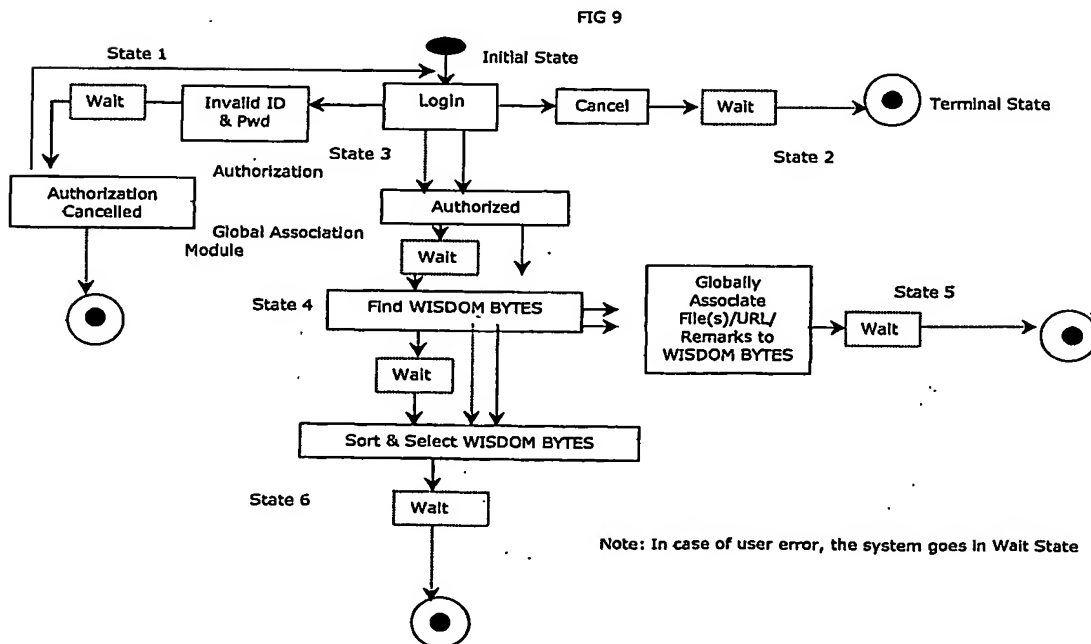 FIG 9
State 1
Initial State
Wait
Invalid ID
& Pwd
Login
Cancel
Wait
Terminal State
State 3
State 2
Authorization
Authorization
Cancelled
Authorized
Global Association
Module
Wait
State 4
Find WISDOM BYTES
Globally
Associate
File(s)/URL/
Remarks to
WISDOM BYTES
State 5
Wait
Wait
Sort & Select WISDOM BYTES
State 6
Wait
Note: In case of user error, the system goes in Wait State